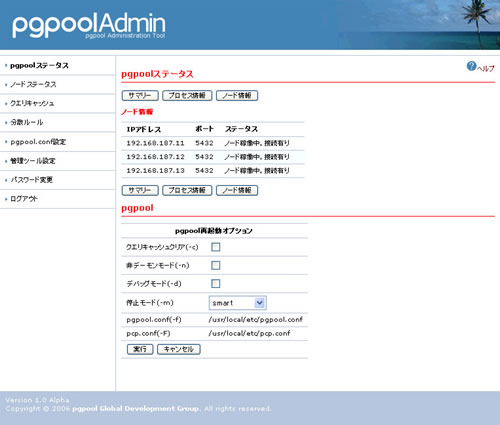 pgpoolAdmin
pgpool Administration Tool
pgpoolステータス
ノードステータス
クエリキャッシュ
分散ルール
pgpool.conf設定
管理ツール設定
パスワード変更
ログアウト
ヘルプ
pgpoolステータス
サマリー プロセス情報 ノード情報
ノード情報
IPアドレス ポート ステータス
192.168.187.11 5432 ノード稼働中。接続有り
192.168.187.12 5432 ノード稼働中。接続有り
192.168.187.13 5432 ノード稼働中。接続有り
サマリー プロセス情報 ノード情報
pgpool
pgpool再起動オプション
クエリキャッシュクリア(-c)
非デーモンモード(-n)
デバッグモード(-d)
停止モード(-m) smart
pgpool.conf(-f) /usr/local/etc/pgpool.conf
pcp.conf(-F) /usr/local/etc/pcp.conf
実行 キャンセル
Version 1.0 Alpha
Copyright © 2006 pgpool Global Development Group. All rights reserved.